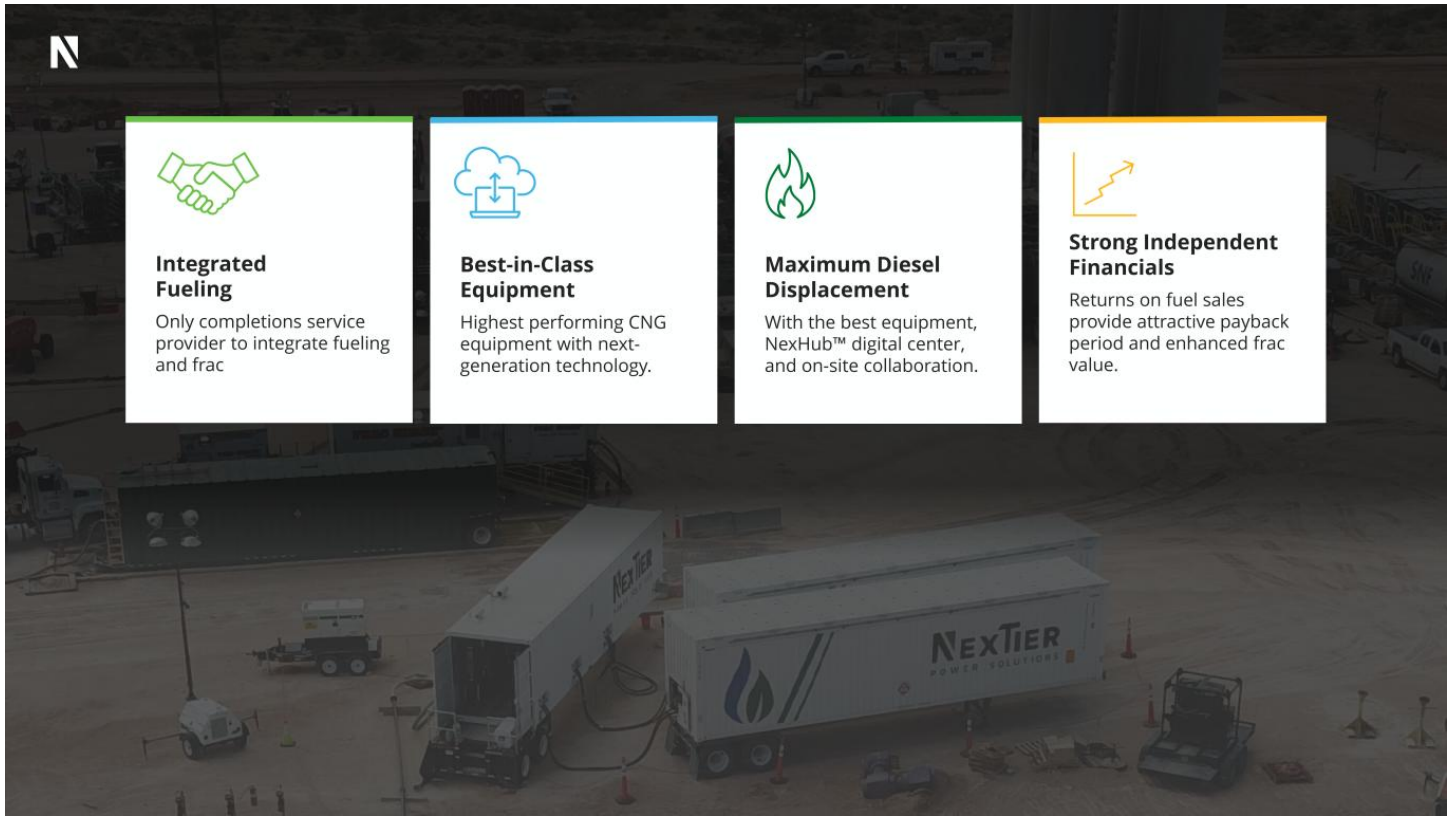 N
Integrated
Fueling
Only completions service
provider to integrate fueling
and frac
Best-in-Class
Equipment
Highest performing CNG
equipment with next-
generation technology.
Maximum Diesel
Displacement
With the best equipment,
NexHub™ digital center,
and on-site collaboration.
Strong Independent
Financials
Returns on fuel sales
provide attractive payback
period and enhanced frac
value.
SNF
NEXTIER
NEXTIER
POWER SOLUTIONS